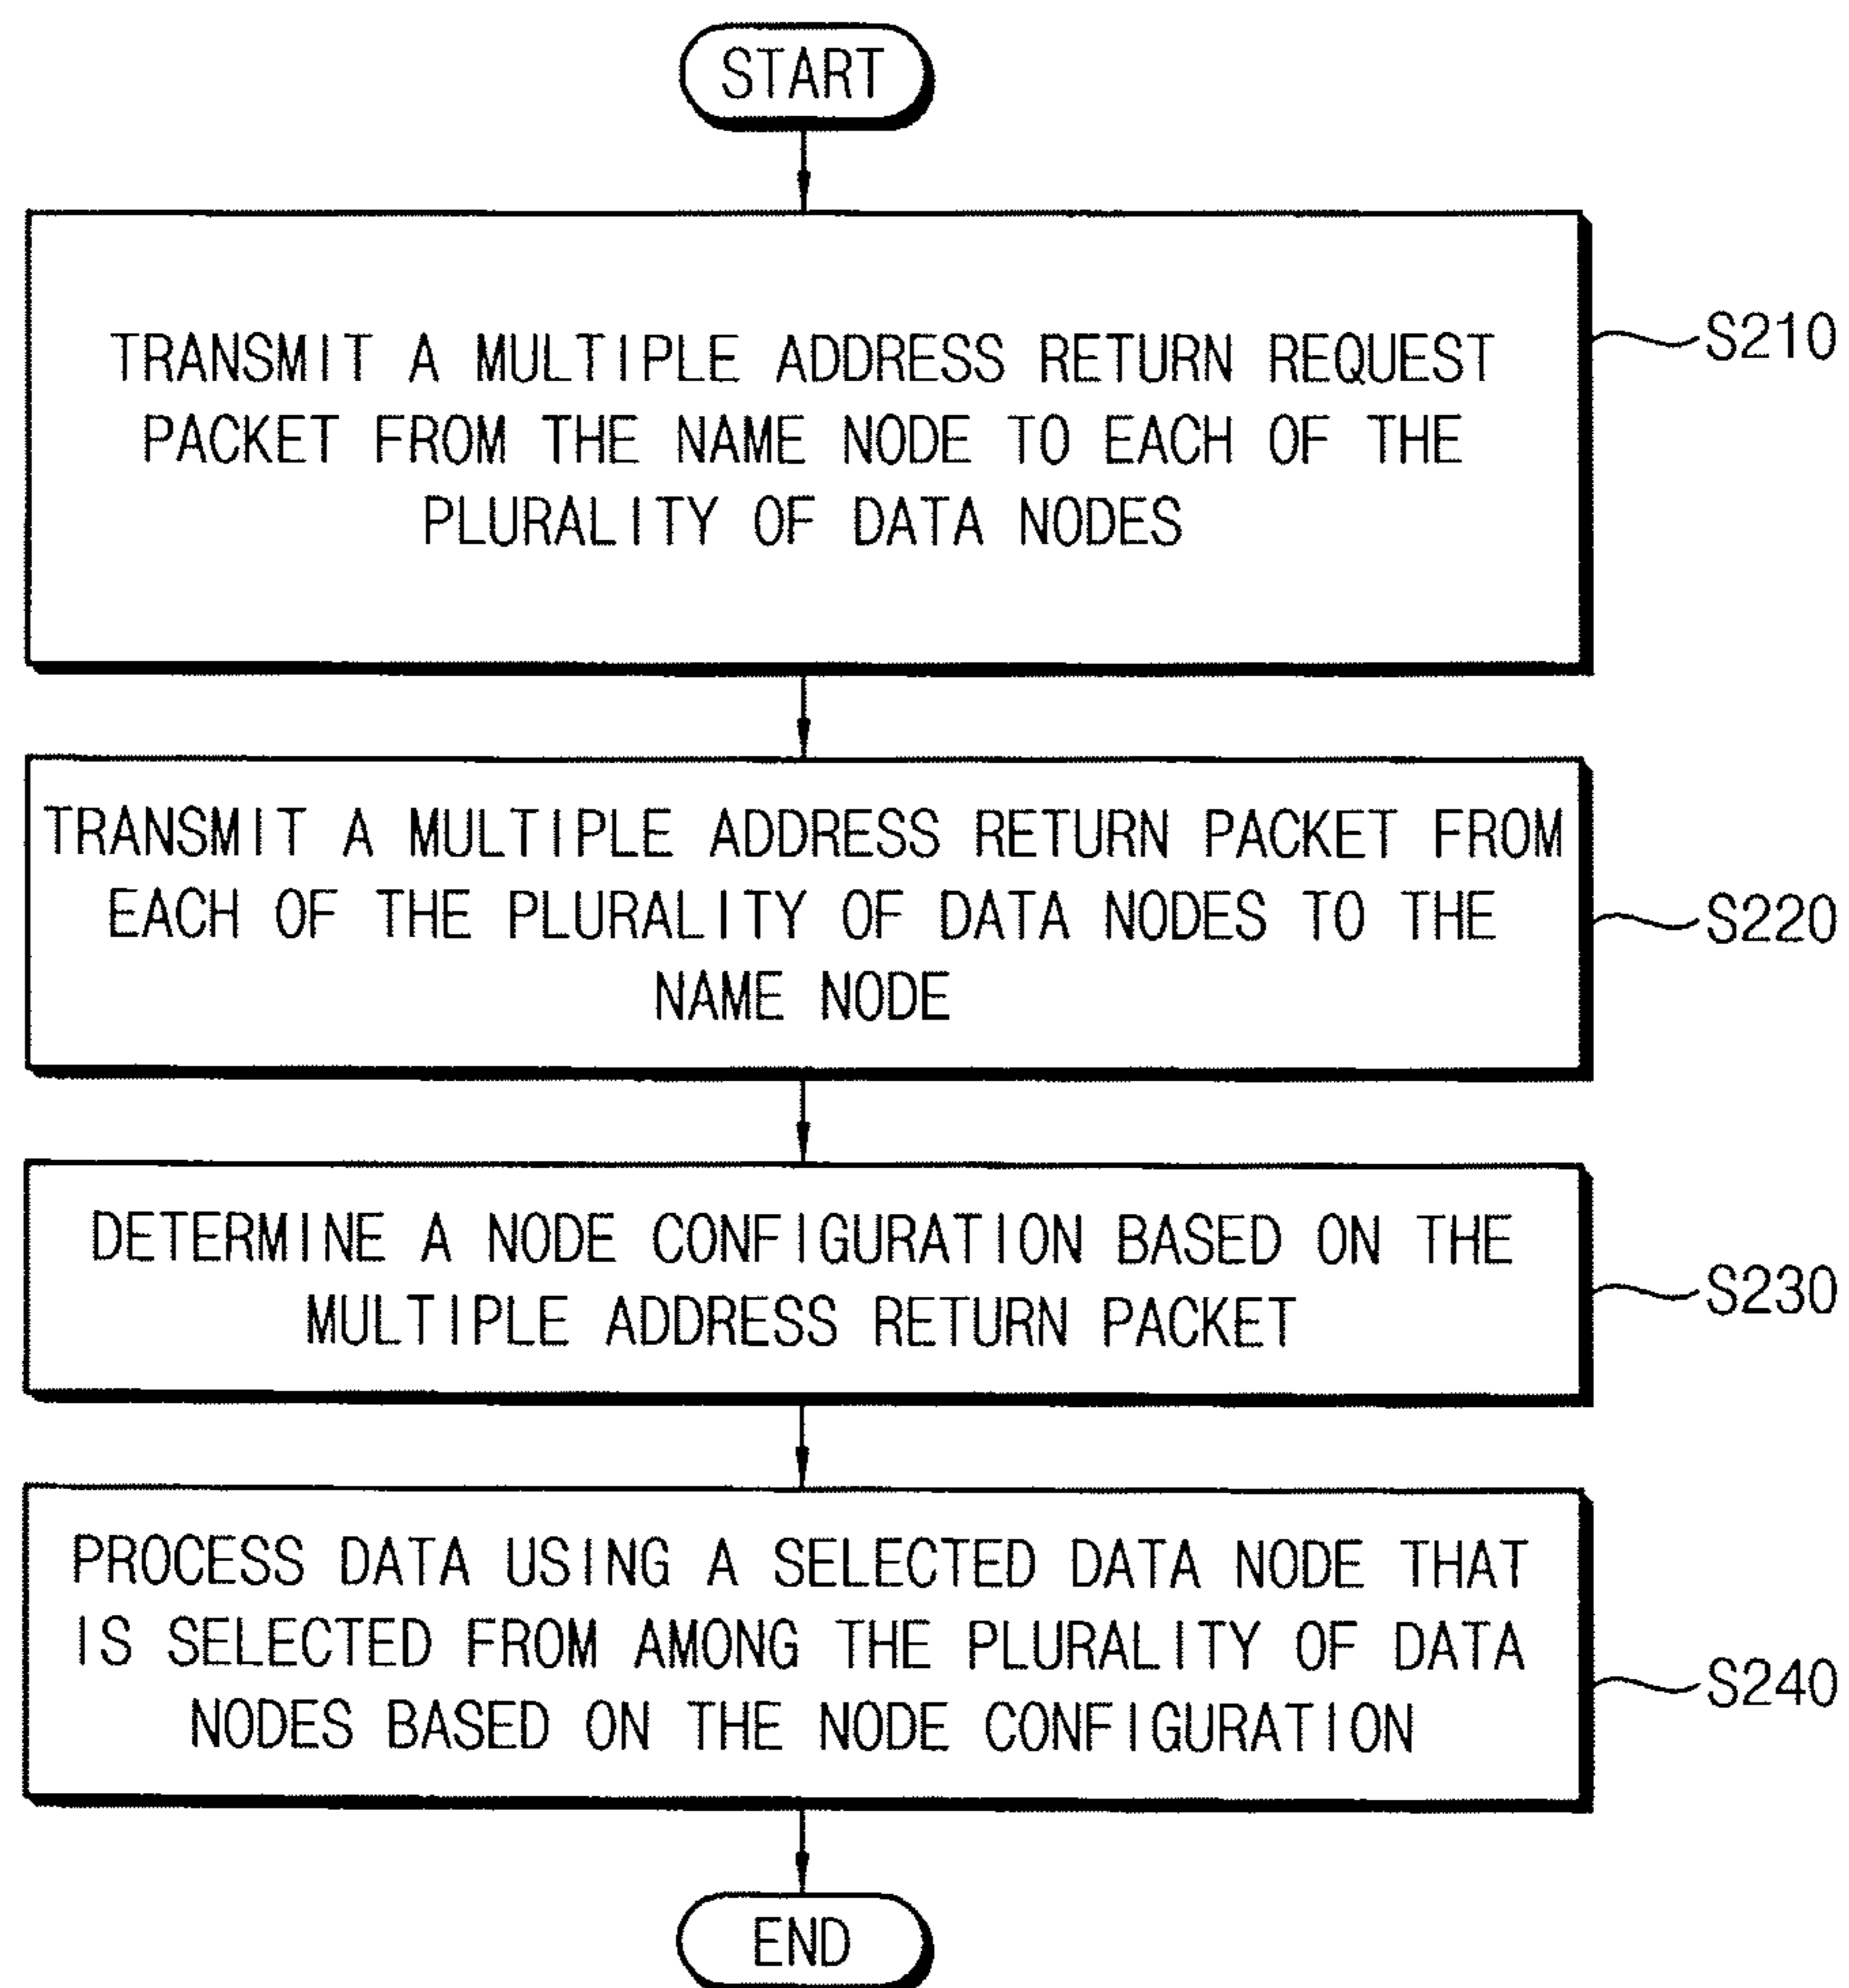 START
TRANSMIT A MULTIPLE ADDRESS RETURN REQUEST
PACKET FROM THE NAME NODE TO EACH OF THE
PLURALITY OF DATA NODES
S210
TRANSMIT A MULTIPLE ADDRESS RETURN PACKET FROM
EACH OF THE PLURALITY OF DATA NODES TO THE
NAME NODE
S220
DETERMINE A NODE CONFIGURATION BASED ON THE
MULTIPLE ADDRESS RETURN PACKET
S230
PROCESS DATA USING A SELECTED DATA NODE THAT
IS SELECTED FROM AMONG THE PLURALITY OF DATA
NODES BASED ON THE NODE CONFIGURATION
S240
END